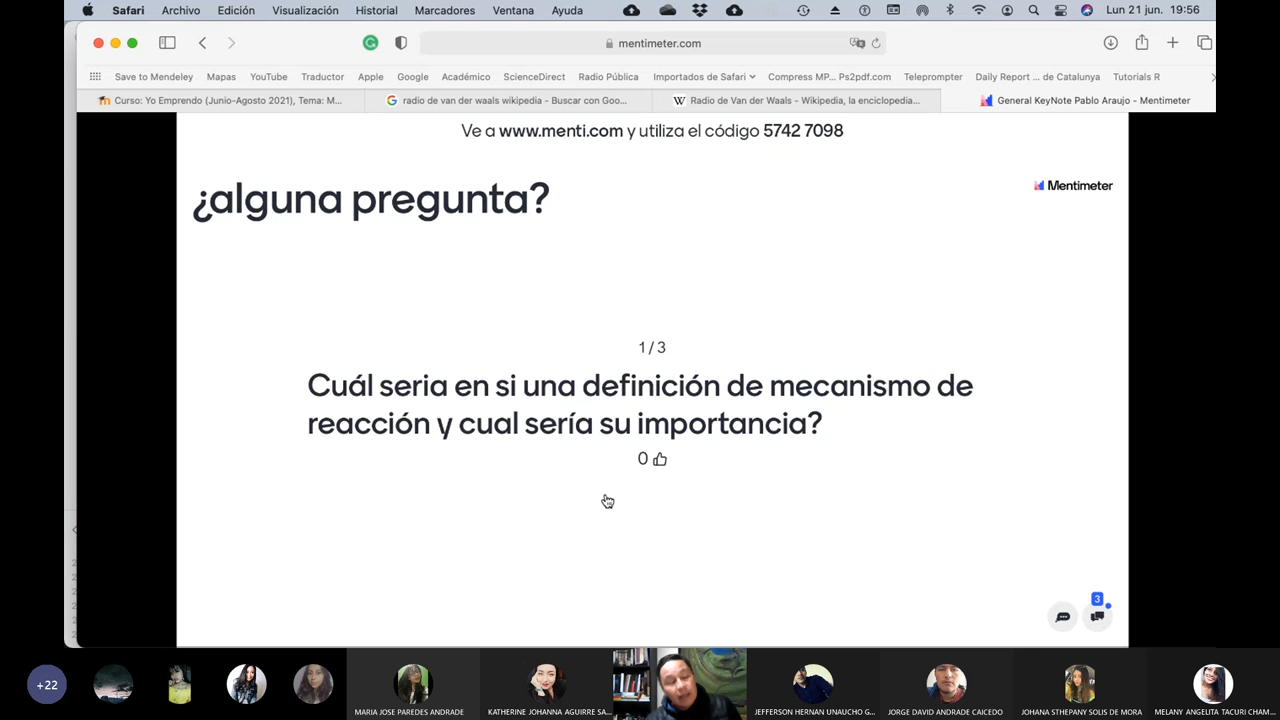 Safari Archivo Edición Visualización Historial Marcadores Ventana Ayuda Lun 21 jun. 19:56
mentimeter.com
Save to Mendeley Mapas YouTube Traductor Apple Google Académico ScienceDirect Radio Pública Importados de Safari Compress MP... Ps2pdf.com Teleprompter Daily Report ... de Catalunya Tutorials R
Curso: Yo Emprendo (Junio-Agosto 2021), Tema: M... radio de van der waals wikipedia - Buscar con Goo... Radio de Van der Waals - Wikipedia, la enciclopedia... General KeyNote Pablo Araujo - Mentimeter
Ve a www.menti.com y utiliza el código 5742 7098
¿alguna pregunta?
Mentimeter
1 / 3
Cuál seria en si una definición de mecanismo de
reacción y cual sería su importancia?
0
3
+22
MARIA JOSE PAREDES ANDRADE KATHERINE JOHANNA AGUIRRE SA... JEFFERSON HERNAN UNAUCHO G... JORGE DAVID ANDRADE CAICEDO JOHANA STHEPANY SOLIS DE MORA MELANY ANGELITA TACURI CHAM...